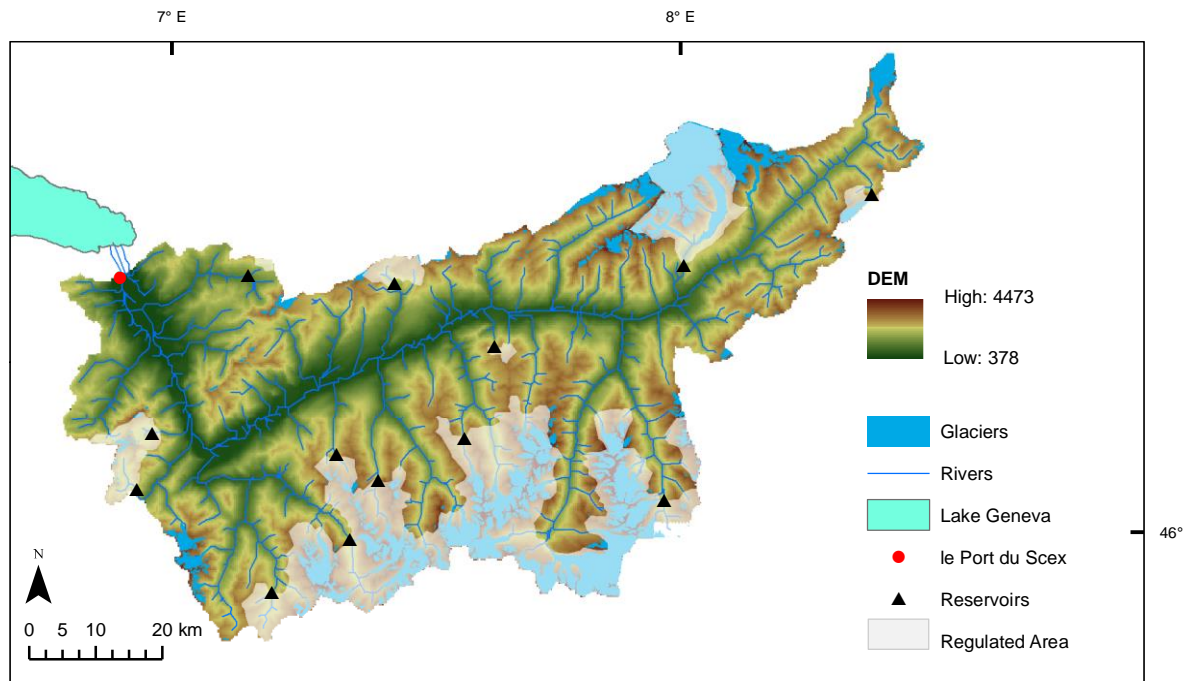 7° E
8° E
DEM
High: 4473
Low: 378
Glaciers
Rivers
Lake Geneva
46°
le Port du Scex
N
Reservoirs
0 5 10 20 km
Regulated Area